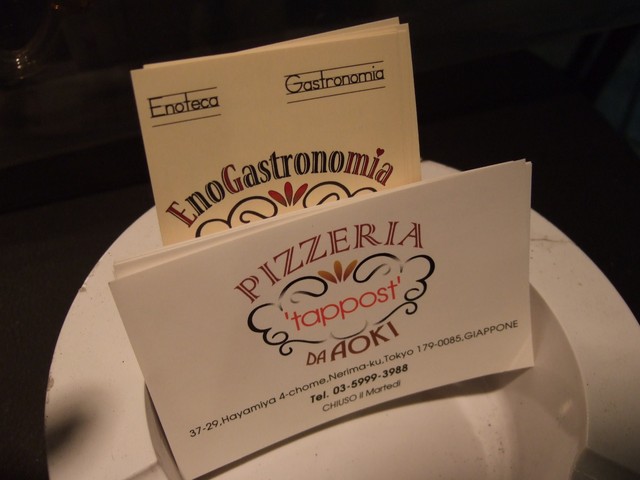 Enoteca Gastronomia
EnoGastronomia
PIZZERIA
'tappost'
DA AOKI
37-29,Hayamiya 4-chome,Nerima-ku,Tokyo 179-0085,GIAPPONE
Tel. 03-5999-3988
CHIUSO il Martedi